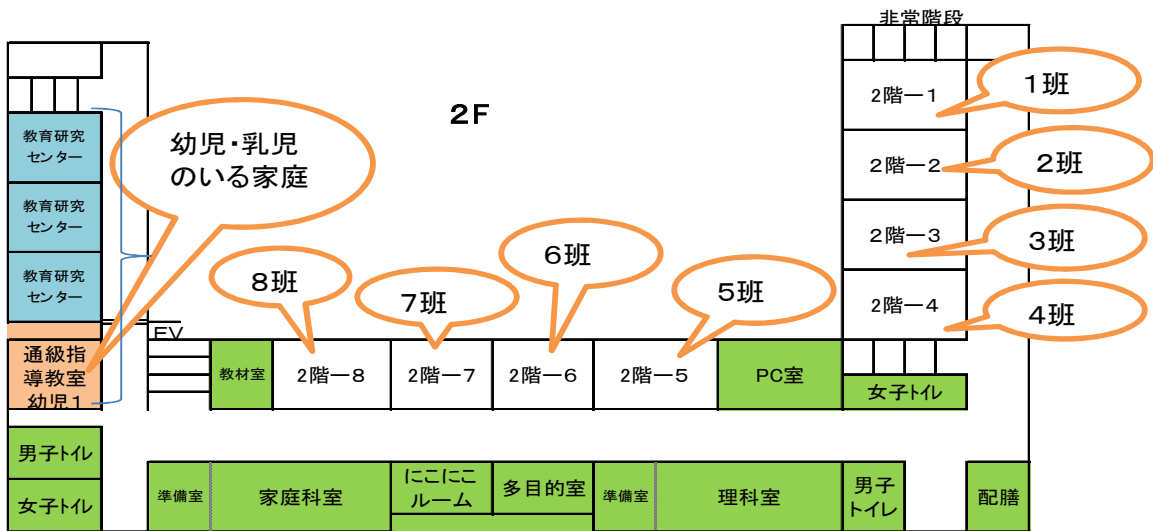 非常階段
2F
2階ー1
1班
2階ー2
2班
2階ー3
3班
2階ー4
4班
教育研究
センター
教育研究
センター
教育研究
センター
幼児・乳児
のいる家庭
8班
7班
6班
5班
EV
通級指
導教室
幼児1
教材室
2階ー8
2階ー7
2階ー6
2階ー5
PC室
女子トイレ
男子トイレ
女子トイレ
準備室
家庭科室
にこにこ
ルーム
多目的室
準備室
理科室
男子
トイレ
配膳